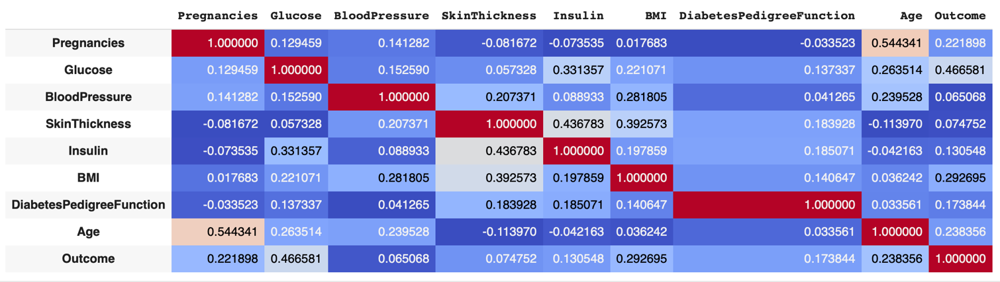 Pregnancies Glucose BloodPressure SkinThickness Insulin BMI DiabetesPedigreeFunction Age Outcome
Pregnancies 1.000000 0.129459 0.141282 -0.081672 -0.073535 0.017683 -0.033523 0.544341 0.221898
Glucose 0.129459 1.000000 0.152590 0.057328 0.331357 0.221071 0.137337 0.263514 0.466581
BloodPressure 0.141282 0.152590 1.000000 0.207371 0.088933 0.281805 0.041265 0.239528 0.065068
SkinThickness -0.081672 0.057328 0.207371 1.000000 0.436783 0.392573 0.183928 -0.113970 0.074752
Insulin -0.073535 0.331357 0.088933 0.436783 1.000000 0.197859 0.185071 -0.042163 0.130548
BMI 0.017683 0.221071 0.281805 0.392573 0.197859 1.000000 0.140647 0.036242 0.292695
DiabetesPedigreeFunction -0.033523 0.137337 0.041265 0.183928 0.185071 0.140647 1.000000 0.033561 0.173844
Age 0.544341 0.263514 0.239528 -0.113970 -0.042163 0.036242 0.033561 1.000000 0.238356
Outcome 0.221898 0.466581 0.065068 0.074752 0.130548 0.292695 0.173844 0.238356 1.000000